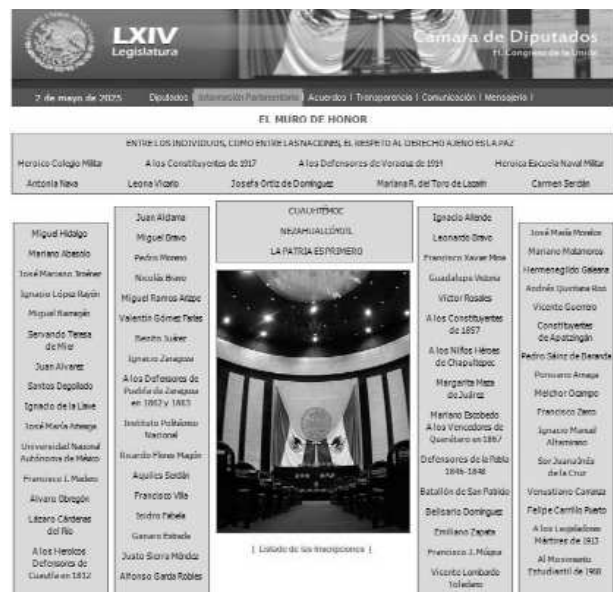 LXIV
Legislatura
Cámara de Diputados
H. Congreso de la Unión
2 de mayo de 2025 Diputados | Información Parlamentaria | Acuerdos | Transparencia | Comunicación | Mensajería |
EL MURO DE HONOR
ENTRE LOS INDIVIDUOS, COMO ENTRE LAS NACIONES, EL RESPETO AL DERECHO AJENO ES LA PAZ
Heroico Colegio Militar A los Constituyentes de 1917 A los Defensores de Veracruz de 1914 Heroica Escuela Naval Militar
Antonia Nava Leona Vicario Josefa Ortiz de Domínguez Mariana R. del Toro de Lazarín Carmen Serdán
Miguel Hidalgo
Mariano Abasolo
José Mariano Jiménez
Ignacio López Rayón
Miguel Barragán
Servando Teresa
de Mier
Juan Alvarez
Santos Degollado
Ignacio de la Llave
José María Arteaga
Universidad Nacional
Autónoma de México
Francisco I. Madero
Alvaro Obregón
Lázaro Cárdenas
del Río
A los Heroicos
Defensores de
Cuautla en 1812
Juan Aldama
Miguel Bravo
Pedro Moreno
Nicolás Bravo
Miguel Ramos Arizpe
Valentín Gómez Farías
Benito Juárez
Ignacio Zaragoza
A los Defensores de
Puebla de Zaragoza
en 1862 y 1863
Instituto Politécnico
Nacional
Ricardo Flores Magón
Aquiles Serdán
Francisco Villa
Isidro Fabela
Genaro Estrada
Justo Sierra Méndez
Alfonso García Robles
CUAUHTÉMOC
NEZAHUALCÓYOTL
LA PATRIA ES PRIMERO
[ Listado de las Inscripciones ]
Ignacio Allende
Leonardo Bravo
Francisco Xavier Mina
Guadalupe Victoria
Víctor Rosales
A los Constituyentes
de 1857
A los Niños Héroes
de Chapultepec
Margarita Maza
de Juárez
Mariano Escobedo
A los Vencedores de
Querétaro en 1867
Defensores de la Patria
1846-1848
Batallón de San Patricio
Belisario Domínguez
Emiliano Zapata
Francisco J. Múgica
Vicente Lombardo
Toledano
José María Morelos
Mariano Matamoros
Hermenegildo Galeana
Andrés Quintana Roo
Vicente Guerrero
Constituyentes
de Apatzingán
Pedro Sáinz de Baranda
Ponciano Arriaga
Melchor Ocampo
Francisco Zarco
Ignacio Manuel
Altamirano
Sor Juana Inés
de la Cruz
Venustiano Carranza
Felipe Carrillo Puerto
A los Legisladores
Mártires de 1913
Al Movimiento
Estudiantil de 1968